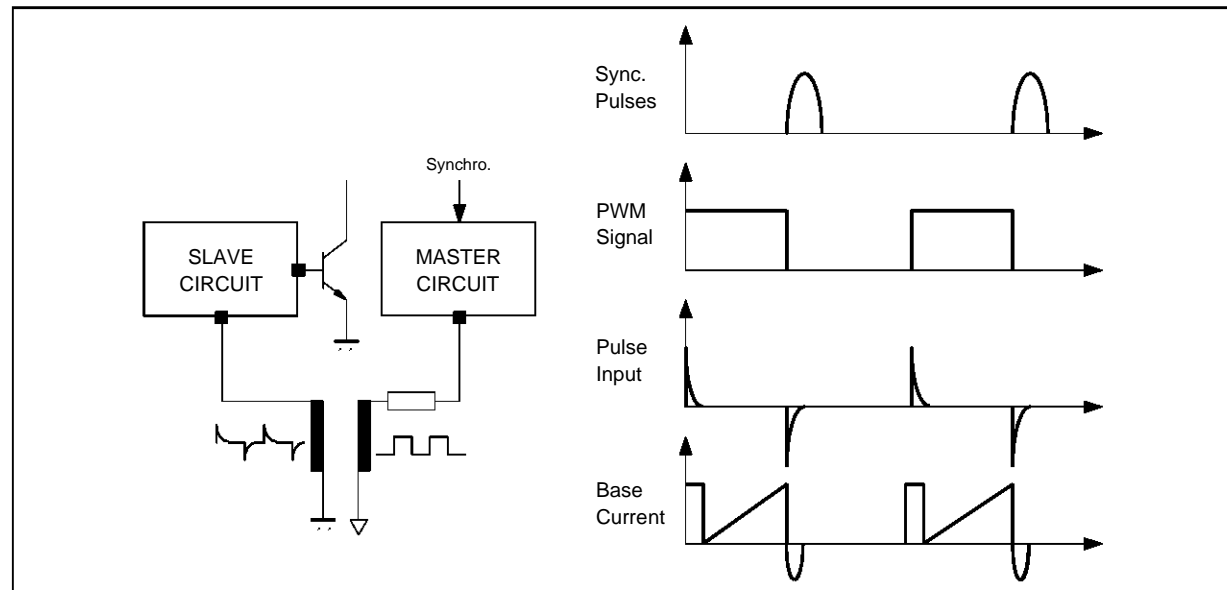 Sync.
Pulses
Synchro.
SLAVE
CIRCUIT
MASTER
CIRCUIT
PWM
Signal
Pulse
Input
Base
Current